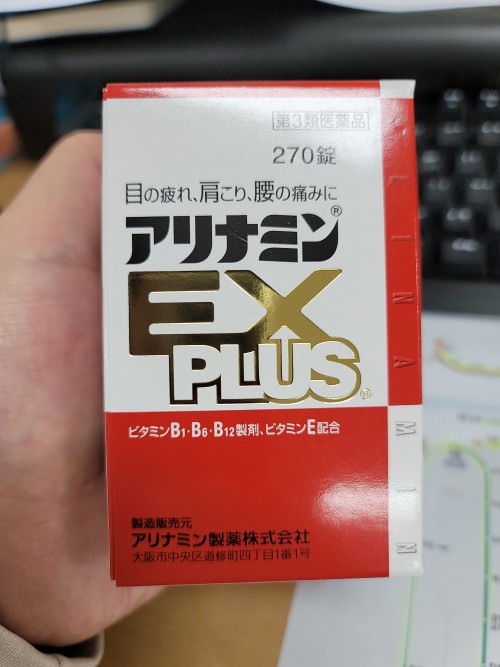 第3類医薬品
270錠
目の疲れ、肩こり、腰の痛みに
アリナミン®
EX
PLUS®
ビタミンB1・B6・B12製剤、ビタミンE配合
製造販売元
アリナミン製薬株式会社
大阪市中央区道修町四丁目1番1号
ALINAMIN